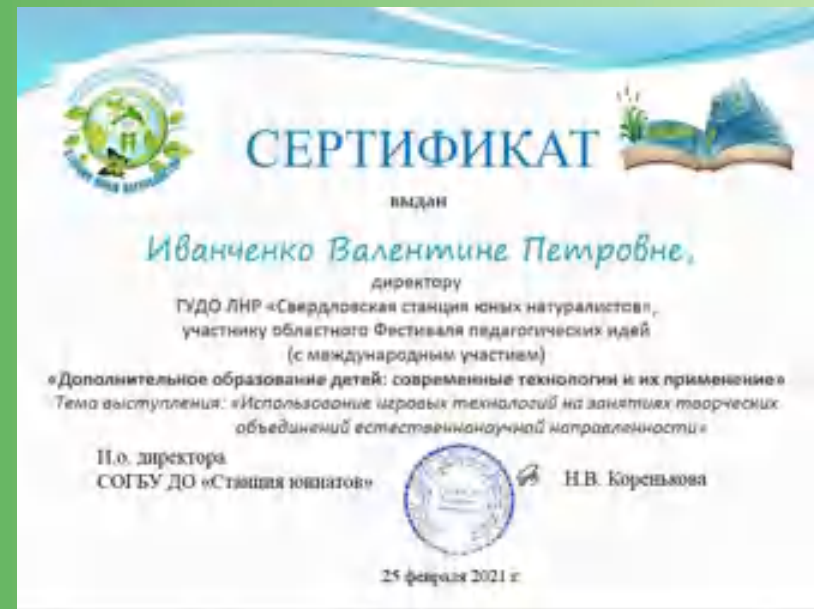 СЕРТИФИКАТ
выдан
Иванченко Валентине Петровне,
директору
ГУДО ЛНР «Свердловская станция юных натуралистов»,
участнику областного Фестиваля педагогических идей
(с международным участием)
«Дополнительное образование детей: современные технологии и их применение»
Тема выступления: «Использование игровых технологий на занятиях творческих
объединений естественнонаучной направленности»
И.о. директора
СОГБУ ДО «Станция юннатов»
Н.В. Коренькова
25 февраля 2021 г.